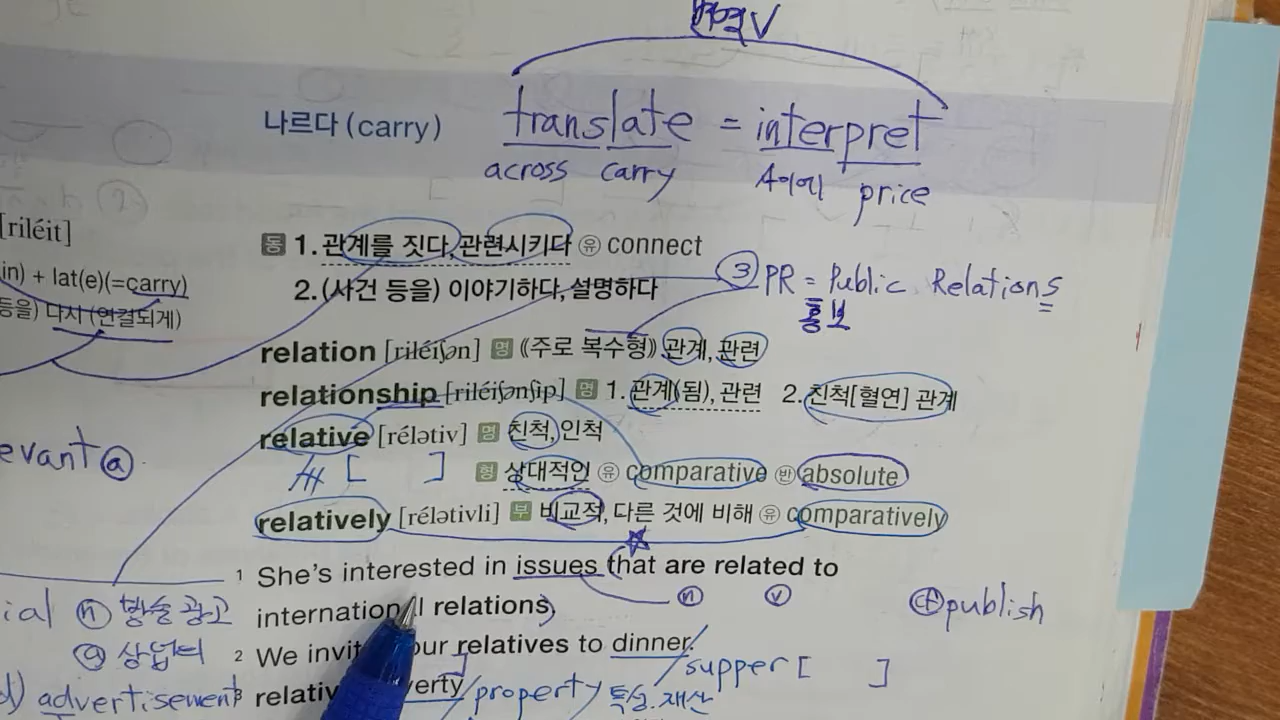 번역 V
나르다 (carry) translate = interpret
across carry 사이에 price
[riléit] 동 1. 관계를 짓다, 관련시키다 유 connect
in) + lat(e)(=carry) 2. (사건 등을) 이야기하다, 설명하다 ③ PR = Public Relations
등을) 다시 (연결되게) 홍보
relation [riléiʃən] 명 《주로 복수형》 관계, 관련
relationship [riléiʃənʃip] 명 1. 관계(됨), 관련 2. 친척[혈연] 관계
relative [rélətiv] 명 친척, 인척
evant ⓐ
[ ] 형 상대적인 유 comparative 반 absolute
relatively [rélətivli] 부 비교적, 다른 것에 비해 유 comparatively
1 She's interested in issues that are related to
international relations) ⓝ ⓥ publish
ial ⓝ 방송 광고
ⓐ 상업의
2 We invit our relatives to dinner. / supper [ ]
d) advertisement
3 relativ verty / property 특성. 재산